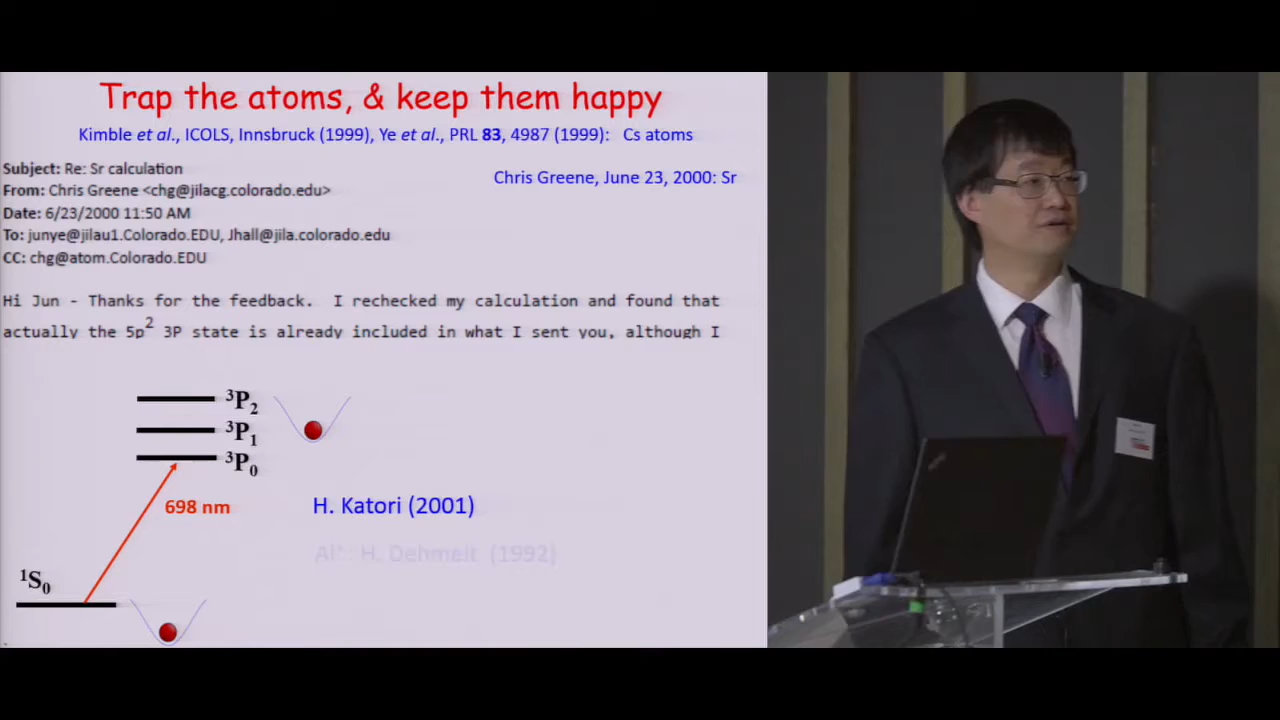 Trap the atoms, & keep them happy
Kimble et al., ICOLS, Innsbruck (1999), Ye et al., PRL 83, 4987 (1999): Cs atoms
Subject: Re: Sr calculation
Chris Greene, June 23, 2000: Sr
From: Chris Greene <chg@jilacg.colorado.edu>
Date: 6/23/2000 11:50 AM
To: junye@jilau1.Colorado.EDU, Jhall@jila.colorado.edu
CC: chg@atom.Colorado.EDU
Hi Jun - Thanks for the feedback. I rechecked my calculation and found that
actually the 5p² 3P state is already included in what I sent you, although I
³P₂
³P₁
³P₀
698 nm
H. Katori (2001)
Al⁺: H. Dehmelt (1992)
¹S₀